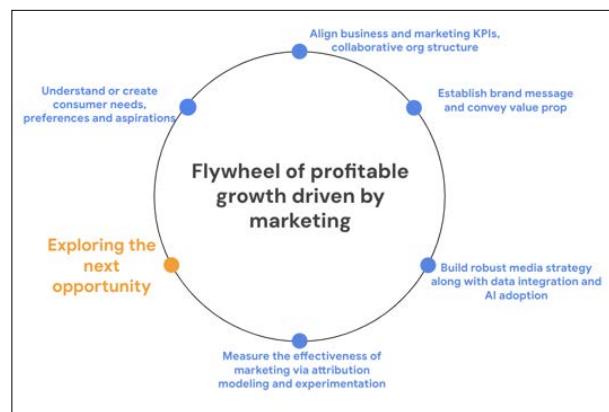 Align business and marketing KPIs,
collaborative org structure
Understand or create
consumer needs,
preferences and aspirations
Establish brand message
and convey value prop
Flywheel of profitable
growth driven by
marketing
Exploring the
next
opportunity
Build robust media strategy
along with data integration and
AI adoption
Measure the effectiveness of
marketing via attribution
modeling and experimentation